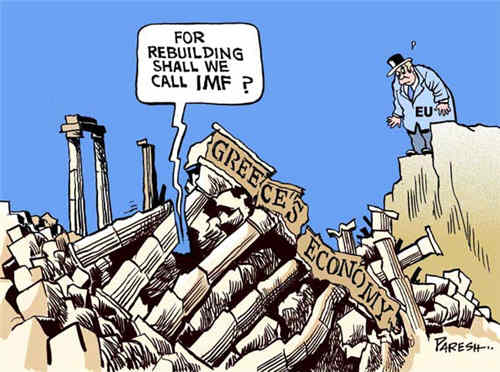 FOR
REBUILDING
SHALL WE
CALL IMF ?
EU
GREECE'S
ECONOMY
PARESH..